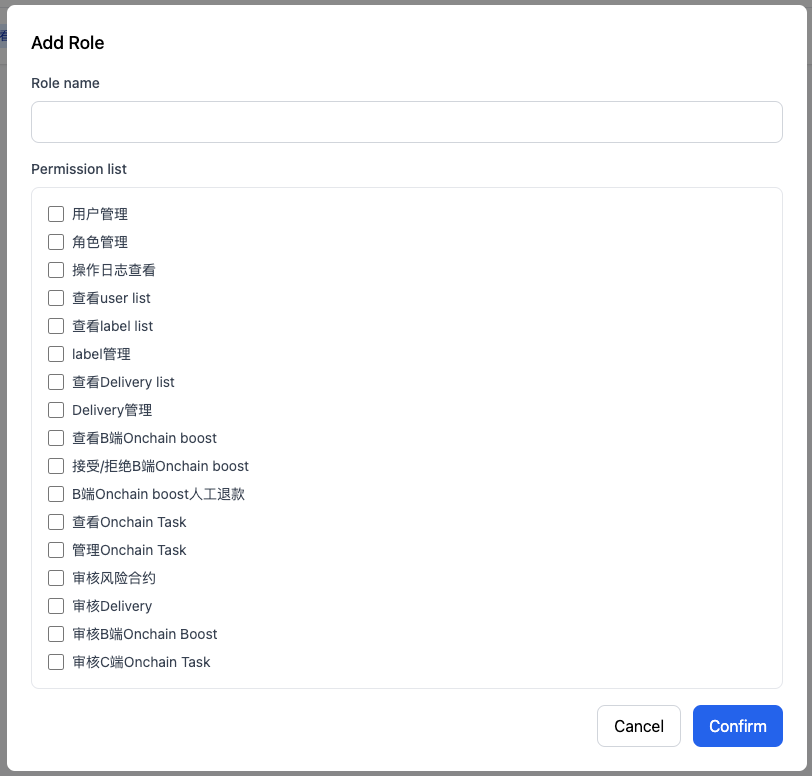 Add Role
Role name
Permission list
用户管理
角色管理
操作日志查看
查看user list
查看label list
label管理
查看Delivery list
Delivery管理
查看B端Onchain boost
接受/拒绝B端Onchain boost
B端Onchain boost人工退款
查看Onchain Task
管理Onchain Task
审核风险合约
审核Delivery
审核B端Onchain Boost
审核C端Onchain Task
Cancel
Confirm